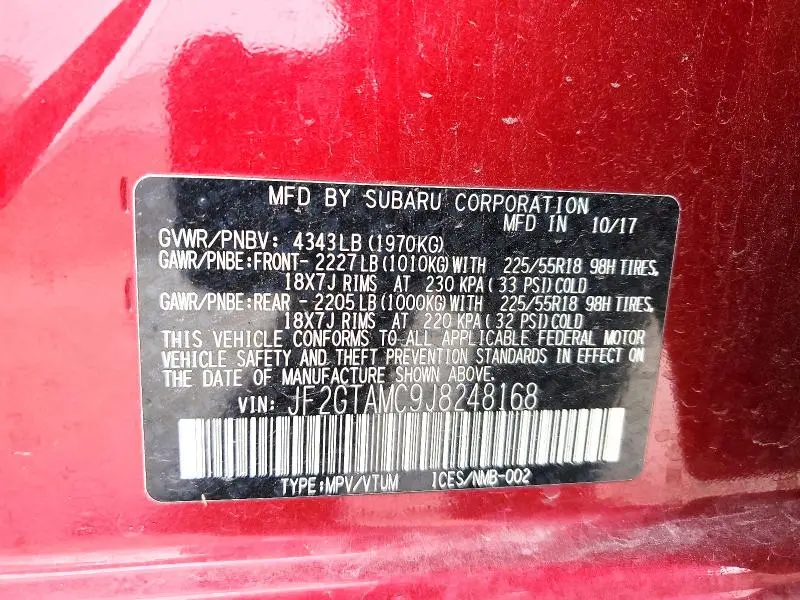 MFD BY SUBARU CORPORATION
MFD IN 10/17
GVWR/PNBV: 4343LB(1970KG)
GAWR/PNBE:FRONT- 2227LB(1010KG)WITH 225/55R18 98H TIRES,
18X7J RIMS AT 230 KPA(33 PSI)COLD
GAWR/PNBE:REAR - 2205LB(1000KG)WITH 225/55R18 98H TIRES,
18X7J RIMS AT 220 KPA(32 PSI)COLD
THIS VEHICLE CONFORMS TO ALL APPLICABLE FEDERAL MOTOR
VEHICLE SAFETY AND THEFT PREVENTION STANDARDS IN EFFECT ON
THE DATE OF MANUFACTURE SHOWN ABOVE.
VIN: JF2GTAMC9J8248168
TYPE:MPV/VTUM ICES/NMB-002